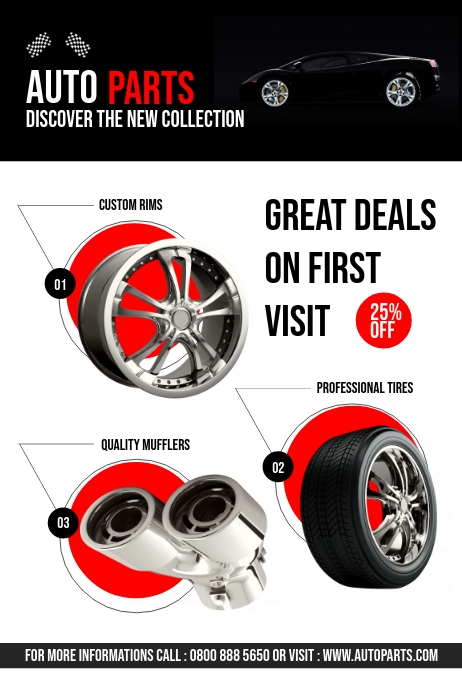 AUTO PARTS
DISCOVER THE NEW COLLECTION
CUSTOM RIMS
01
GREAT DEALS
ON FIRST
VISIT
25%
OFF
PROFESSIONAL TIRES
02
QUALITY MUFFLERS
03
FOR MORE INFORMATIONS CALL : 0800 888 5650 OR VISIT : WWW.AUTOPARTS.COM